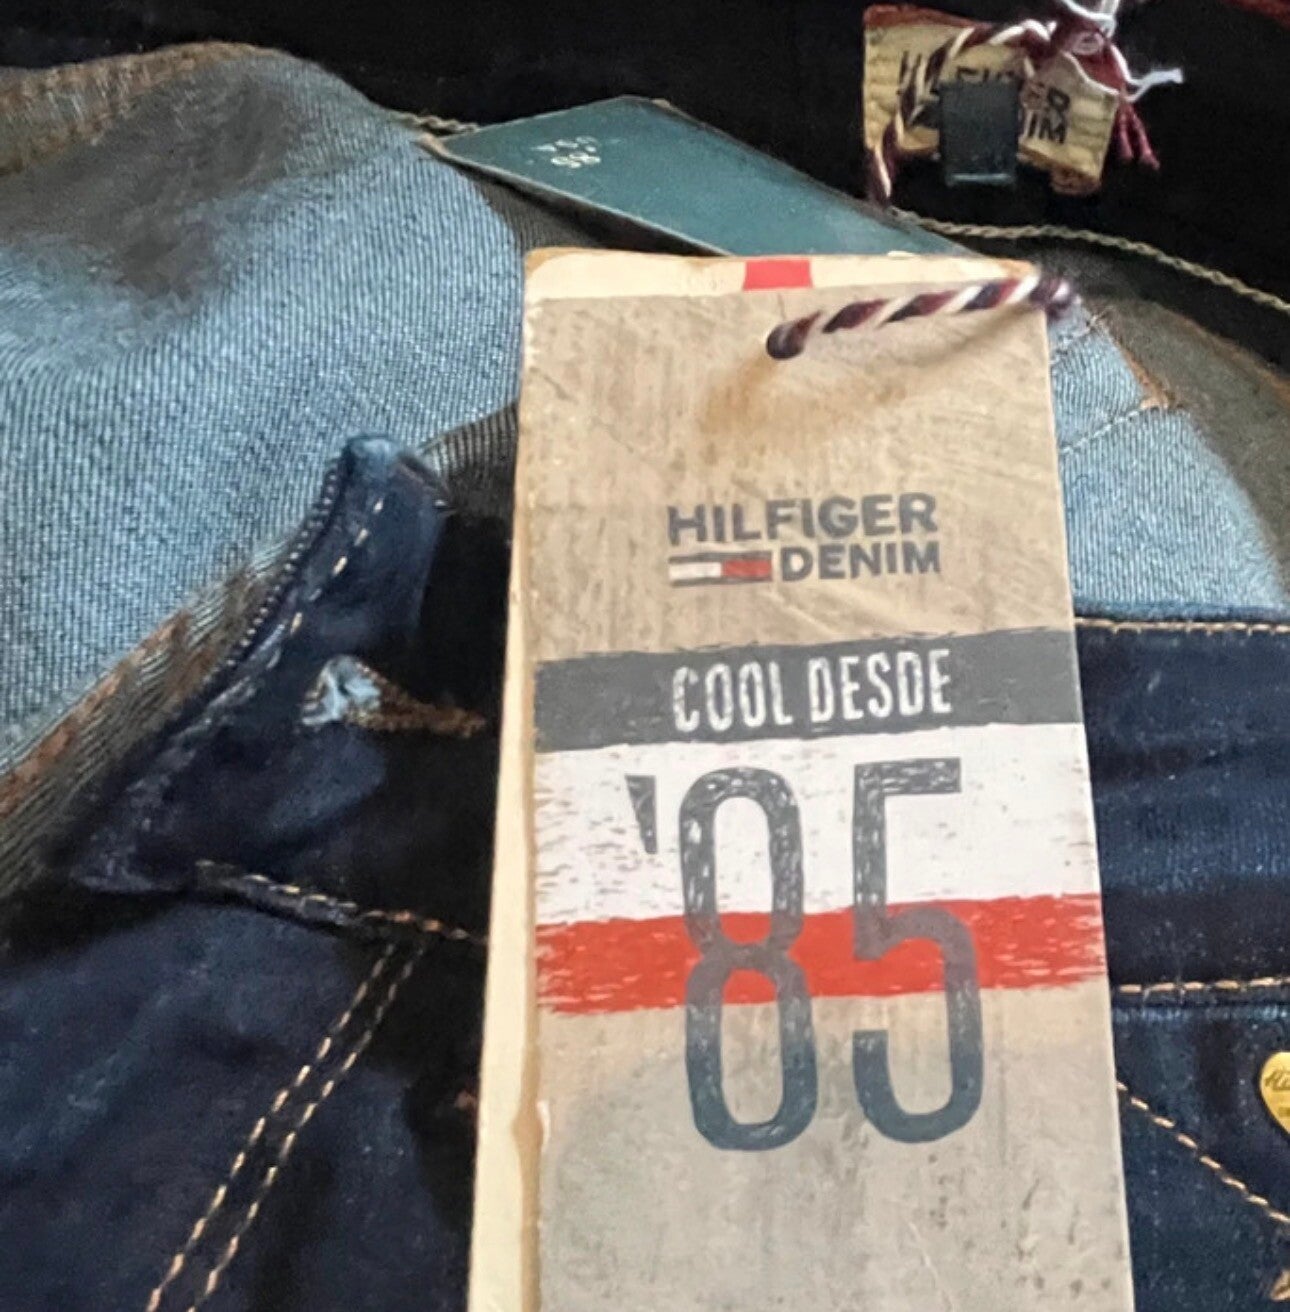 HILFIGER
DENIM
HILFIGER
DENIM
COOL DESDE
'85